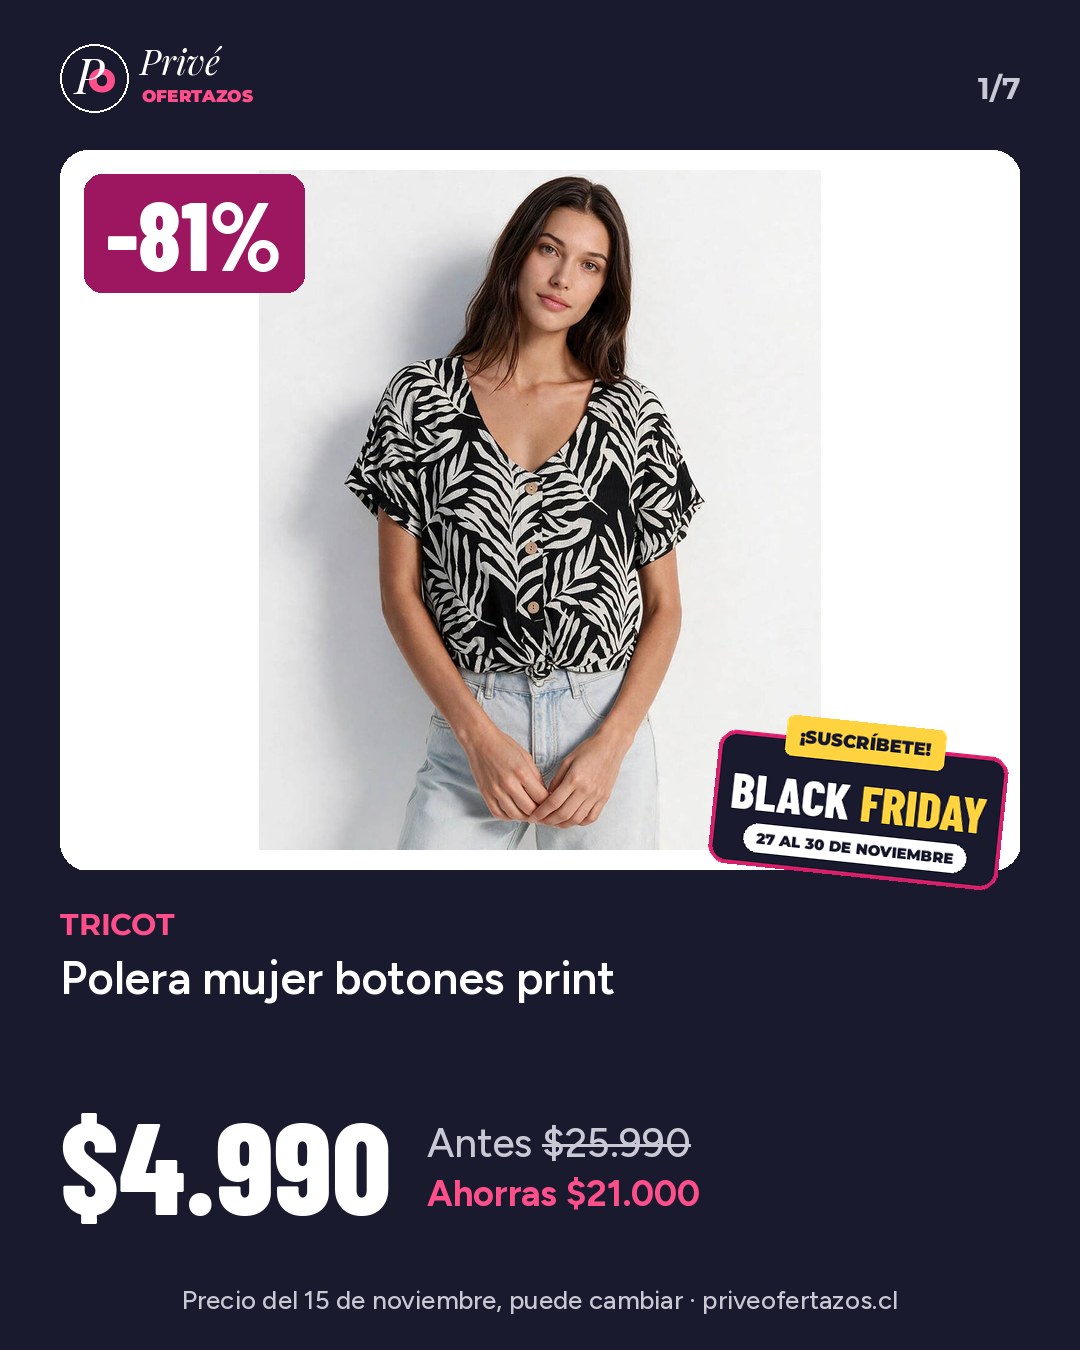 Privé
OFERTAZOS
1/7
-81%
¡SUSCRÍBETE!
BLACK FRIDAY
27 AL 30 DE NOVIEMBRE
TRICOT
Polera mujer botones print
$4.990
Antes $25.990
Ahorras $21.000
Precio del 15 de noviembre, puede cambiar · priveofertazos.cl